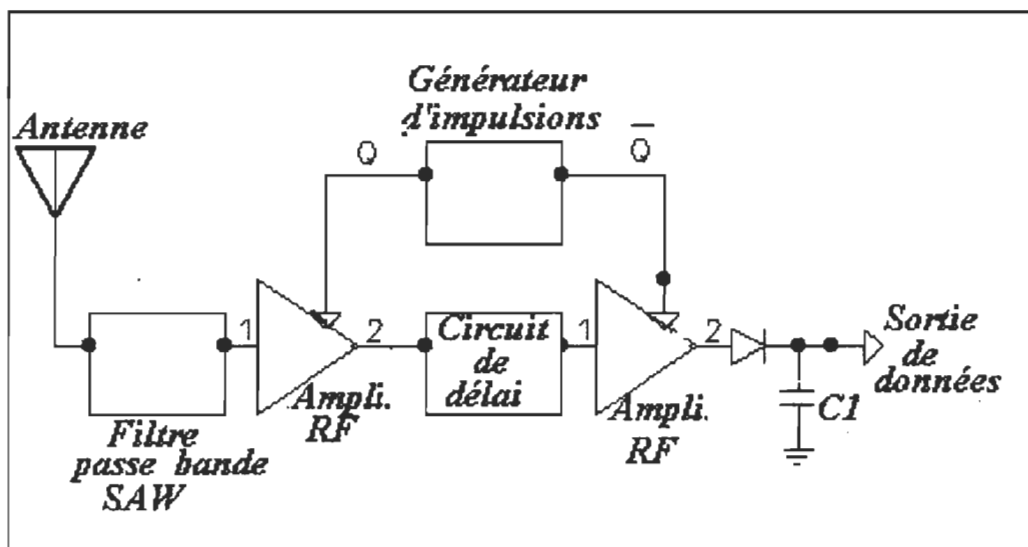 Générateur
d'impulsions
Antenne
Q
Q̅
1
2
1
2
Circuit
de
délai
Sortie
de
données
Ampli.
RF
Ampli.
RF
C1
Filtre
passe bande
SAW